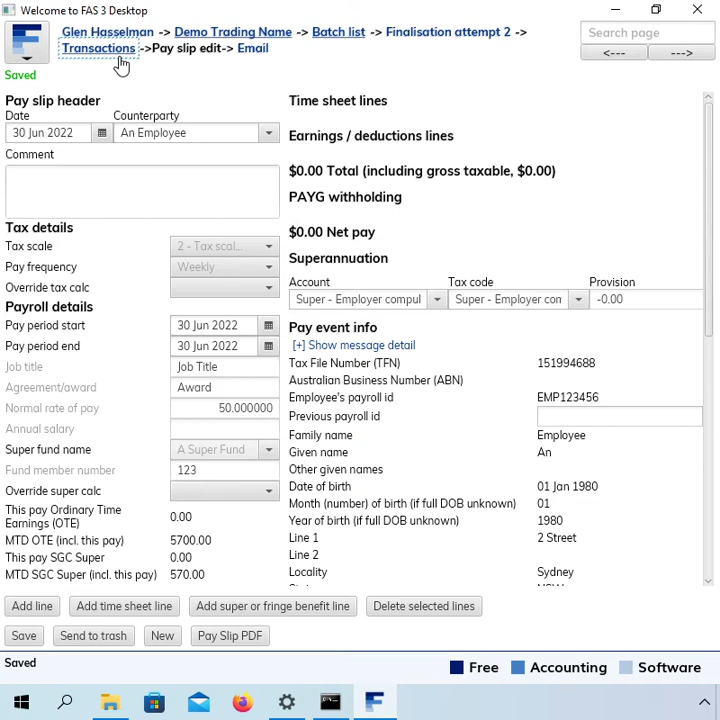 Welcome to FAS 3 Desktop
Glen Hasselman -> Demo Trading Name -> Batch list -> Finalisation attempt 2 ->
Transactions ->Pay slip edit-> Email
Search page
<--- --->
Saved
Pay slip header
Date Counterparty
30 Jun 2022 An Employee
Comment
Tax details
Tax scale 2 - Tax scal...
Pay frequency Weekly
Override tax calc
Payroll details
Pay period start 30 Jun 2022
Pay period end 30 Jun 2022
Job title Job Title
Agreement/award Award
Normal rate of pay 50.000000
Annual salary
Super fund name A Super Fund
Fund member number 123
Override super calc
This pay Ordinary Time
Earnings (OTE) 0.00
MTD OTE (incl. this pay) 5700.00
This pay SGC Super 0.00
MTD SGC Super (incl. this pay) 570.00
Time sheet lines
Earnings / deductions lines
$0.00 Total (including gross taxable, $0.00)
PAYG withholding
$0.00 Net pay
Superannuation
Account Tax code Provision
Super - Employer compul Super - Employer con -0.00
Pay event info
[+] Show message detail
Tax File Number (TFN) 151994688
Australian Business Number (ABN)
Employee's payroll id EMP123456
Previous payroll id
Family name Employee
Given name An
Other given names
Date of birth 01 Jan 1980
Month (number) of birth (if full DOB unknown) 01
Year of birth (if full DOB unknown) 1980
Line 1 2 Street
Line 2
Locality Sydney
Add line Add time sheet line Add super or fringe benefit line Delete selected lines
Save Send to trash New Pay Slip PDF
Saved
Free Accounting Software